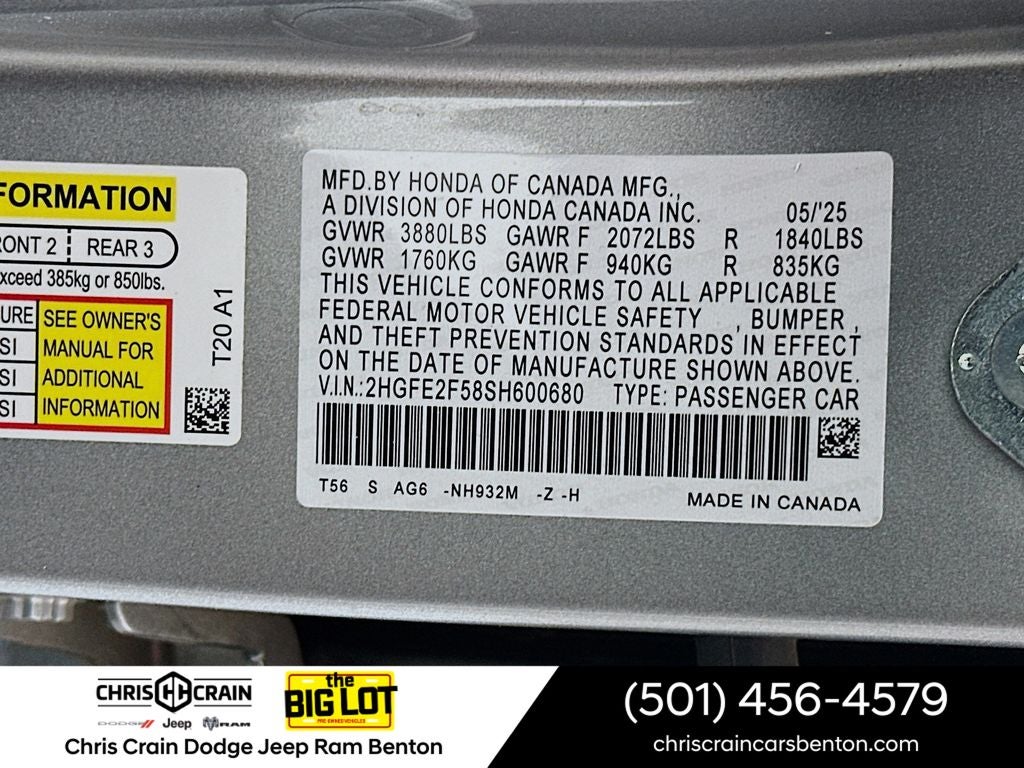 FORMATION
RONT 2 REAR 3
xceed 385kg or 850lbs.
URE SEE OWNER'S
SI MANUAL FOR
SI ADDITIONAL
SI INFORMATION
T20 A1
MFD.BY HONDA OF CANADA MFG.,
A DIVISION OF HONDA CANADA INC. 05/'25
GVWR 3880LBS GAWR F 2072LBS R 1840LBS
GVWR 1760KG GAWR F 940KG R 835KG
THIS VEHICLE CONFORMS TO ALL APPLICABLE
FEDERAL MOTOR VEHICLE SAFETY , BUMPER ,
AND THEFT PREVENTION STANDARDS IN EFFECT
ON THE DATE OF MANUFACTURE SHOWN ABOVE.
V.I.N.:2HGFE2F58SH600680 TYPE: PASSENGER CAR
T56 S AG6 -NH932M -Z -H MADE IN CANADA
CHRIS CRAIN
DODGE Jeep RAM
the
BIG LOT
PRE-OWNED VEHICLES
Chris Crain Dodge Jeep Ram Benton
(501) 456-4579
chriscraincarsbenton.com